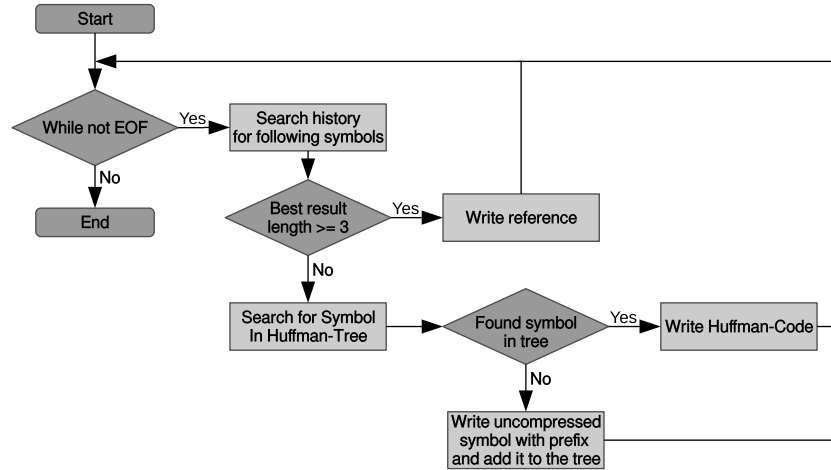 Start
While not EOF
Yes
Search history
for following symbols
No
End
Best result
length >= 3
Yes
Write reference
No
Search for Symbol
In Huffman-Tree
Found symbol
in tree
Yes
Write Huffman-Code
No
Write uncompressed
symbol with prefix
and add it to the tree